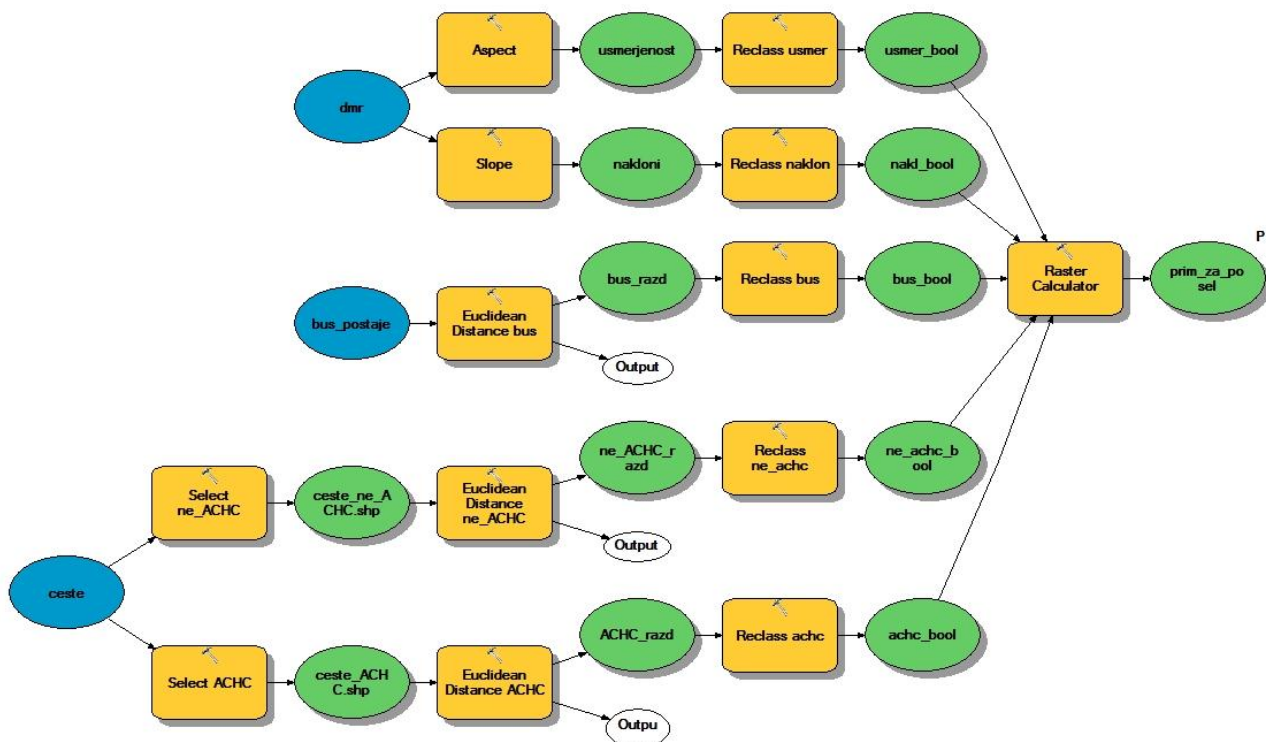 Aspect
usmerjenost
Reclass usmer
usmer_bool
dmr
Slope
nakloni
Reclass naklon
nakl_bool
P
bus_postaje
Euclidean
Distance bus
bus_razd
Output
Reclass bus
bus_bool
Raster
Calculator
prim_za_po
sel
ceste
Select
ne_ACHC
ceste_ne_A
CHC.shp
Euclidean
Distance
ne_ACHC
ne_ACHC_r
azd
Output
Reclass
ne_achc
ne_achc_b
ool
Select ACHC
ceste_ACH
C.shp
Euclidean
Distance ACHC
ACHC_razd
Outpu
Reclass achc
achc_bool